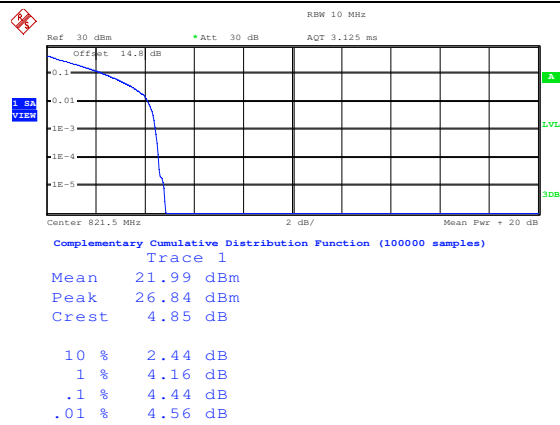 RBW 10 MHz
Ref 30 dBm * Att 30 dB AQT 3.125 ms
Offset 14.8 dB
0.1
A
0.01
1 SA
VIEW
1E-3
LVL
1E-4
1E-5
3DB
Center 821.5 MHz 2 dB/ Mean Pwr + 20 dB
Complementary Cumulative Distribution Function (100000 samples)
Trace 1
Mean 21.99 dBm
Peak 26.84 dBm
Crest 4.85 dB
10 % 2.44 dB
1 % 4.16 dB
.1 % 4.44 dB
.01 % 4.56 dB